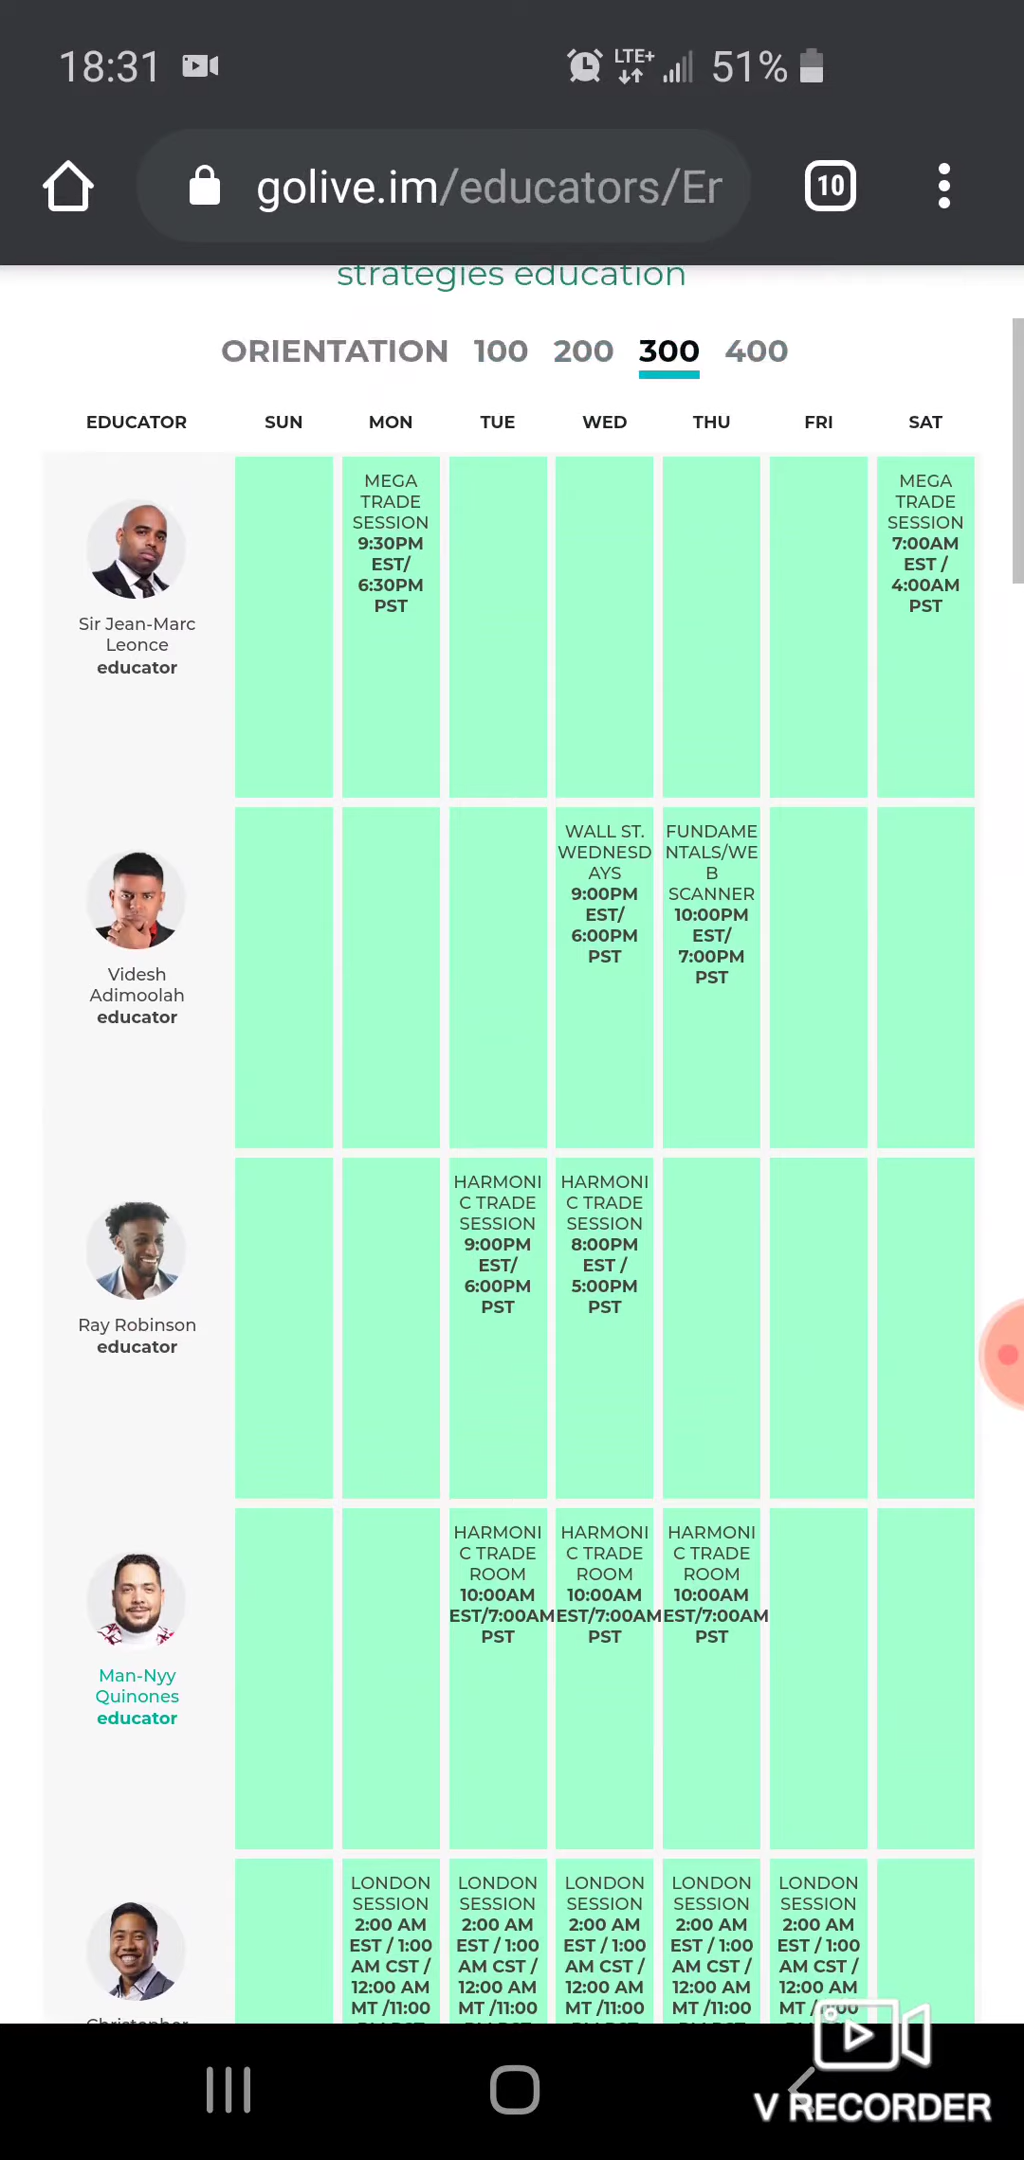 18:31
LTE+
51%
golive.im/educators/Er
10
strategies education
ORIENTATION 100 200 300 400
EDUCATOR SUN MON TUE WED THU FRI SAT
Sir Jean-Marc
Leonce
educator
MEGA
TRADE
SESSION
9:30PM
EST/
6:30PM
PST
MEGA
TRADE
SESSION
7:00AM
EST /
4:00AM
PST
Videsh
Adimoolah
educator
WALL ST.
WEDNESD
AYS
9:00PM
EST/
6:00PM
PST
FUNDAME
NTALS/WE
B
SCANNER
10:00PM
EST/
7:00PM
PST
Ray Robinson
educator
HARMONI
C TRADE
SESSION
9:00PM
EST/
6:00PM
PST
HARMONI
C TRADE
SESSION
8:00PM
EST /
5:00PM
PST
Man-Nyy
Quinones
educator
HARMONI
C TRADE
ROOM
10:00AM
EST/7:00AM
PST
HARMONI
C TRADE
ROOM
10:00AM
EST/7:00AM
PST
HARMONI
C TRADE
ROOM
10:00AM
EST/7:00AM
PST
Christopher
LONDON
SESSION
2:00 AM
EST / 1:00
AM CST /
12:00 AM
MT /11:00
LONDON
SESSION
2:00 AM
EST / 1:00
AM CST /
12:00 AM
MT /11:00
LONDON
SESSION
2:00 AM
EST / 1:00
AM CST /
12:00 AM
MT /11:00
LONDON
SESSION
2:00 AM
EST / 1:00
AM CST /
12:00 AM
MT /11:00
LONDON
SESSION
2:00 AM
EST / 1:00
AM CST /
12:00 AM
MT /11:00
V RECORDER